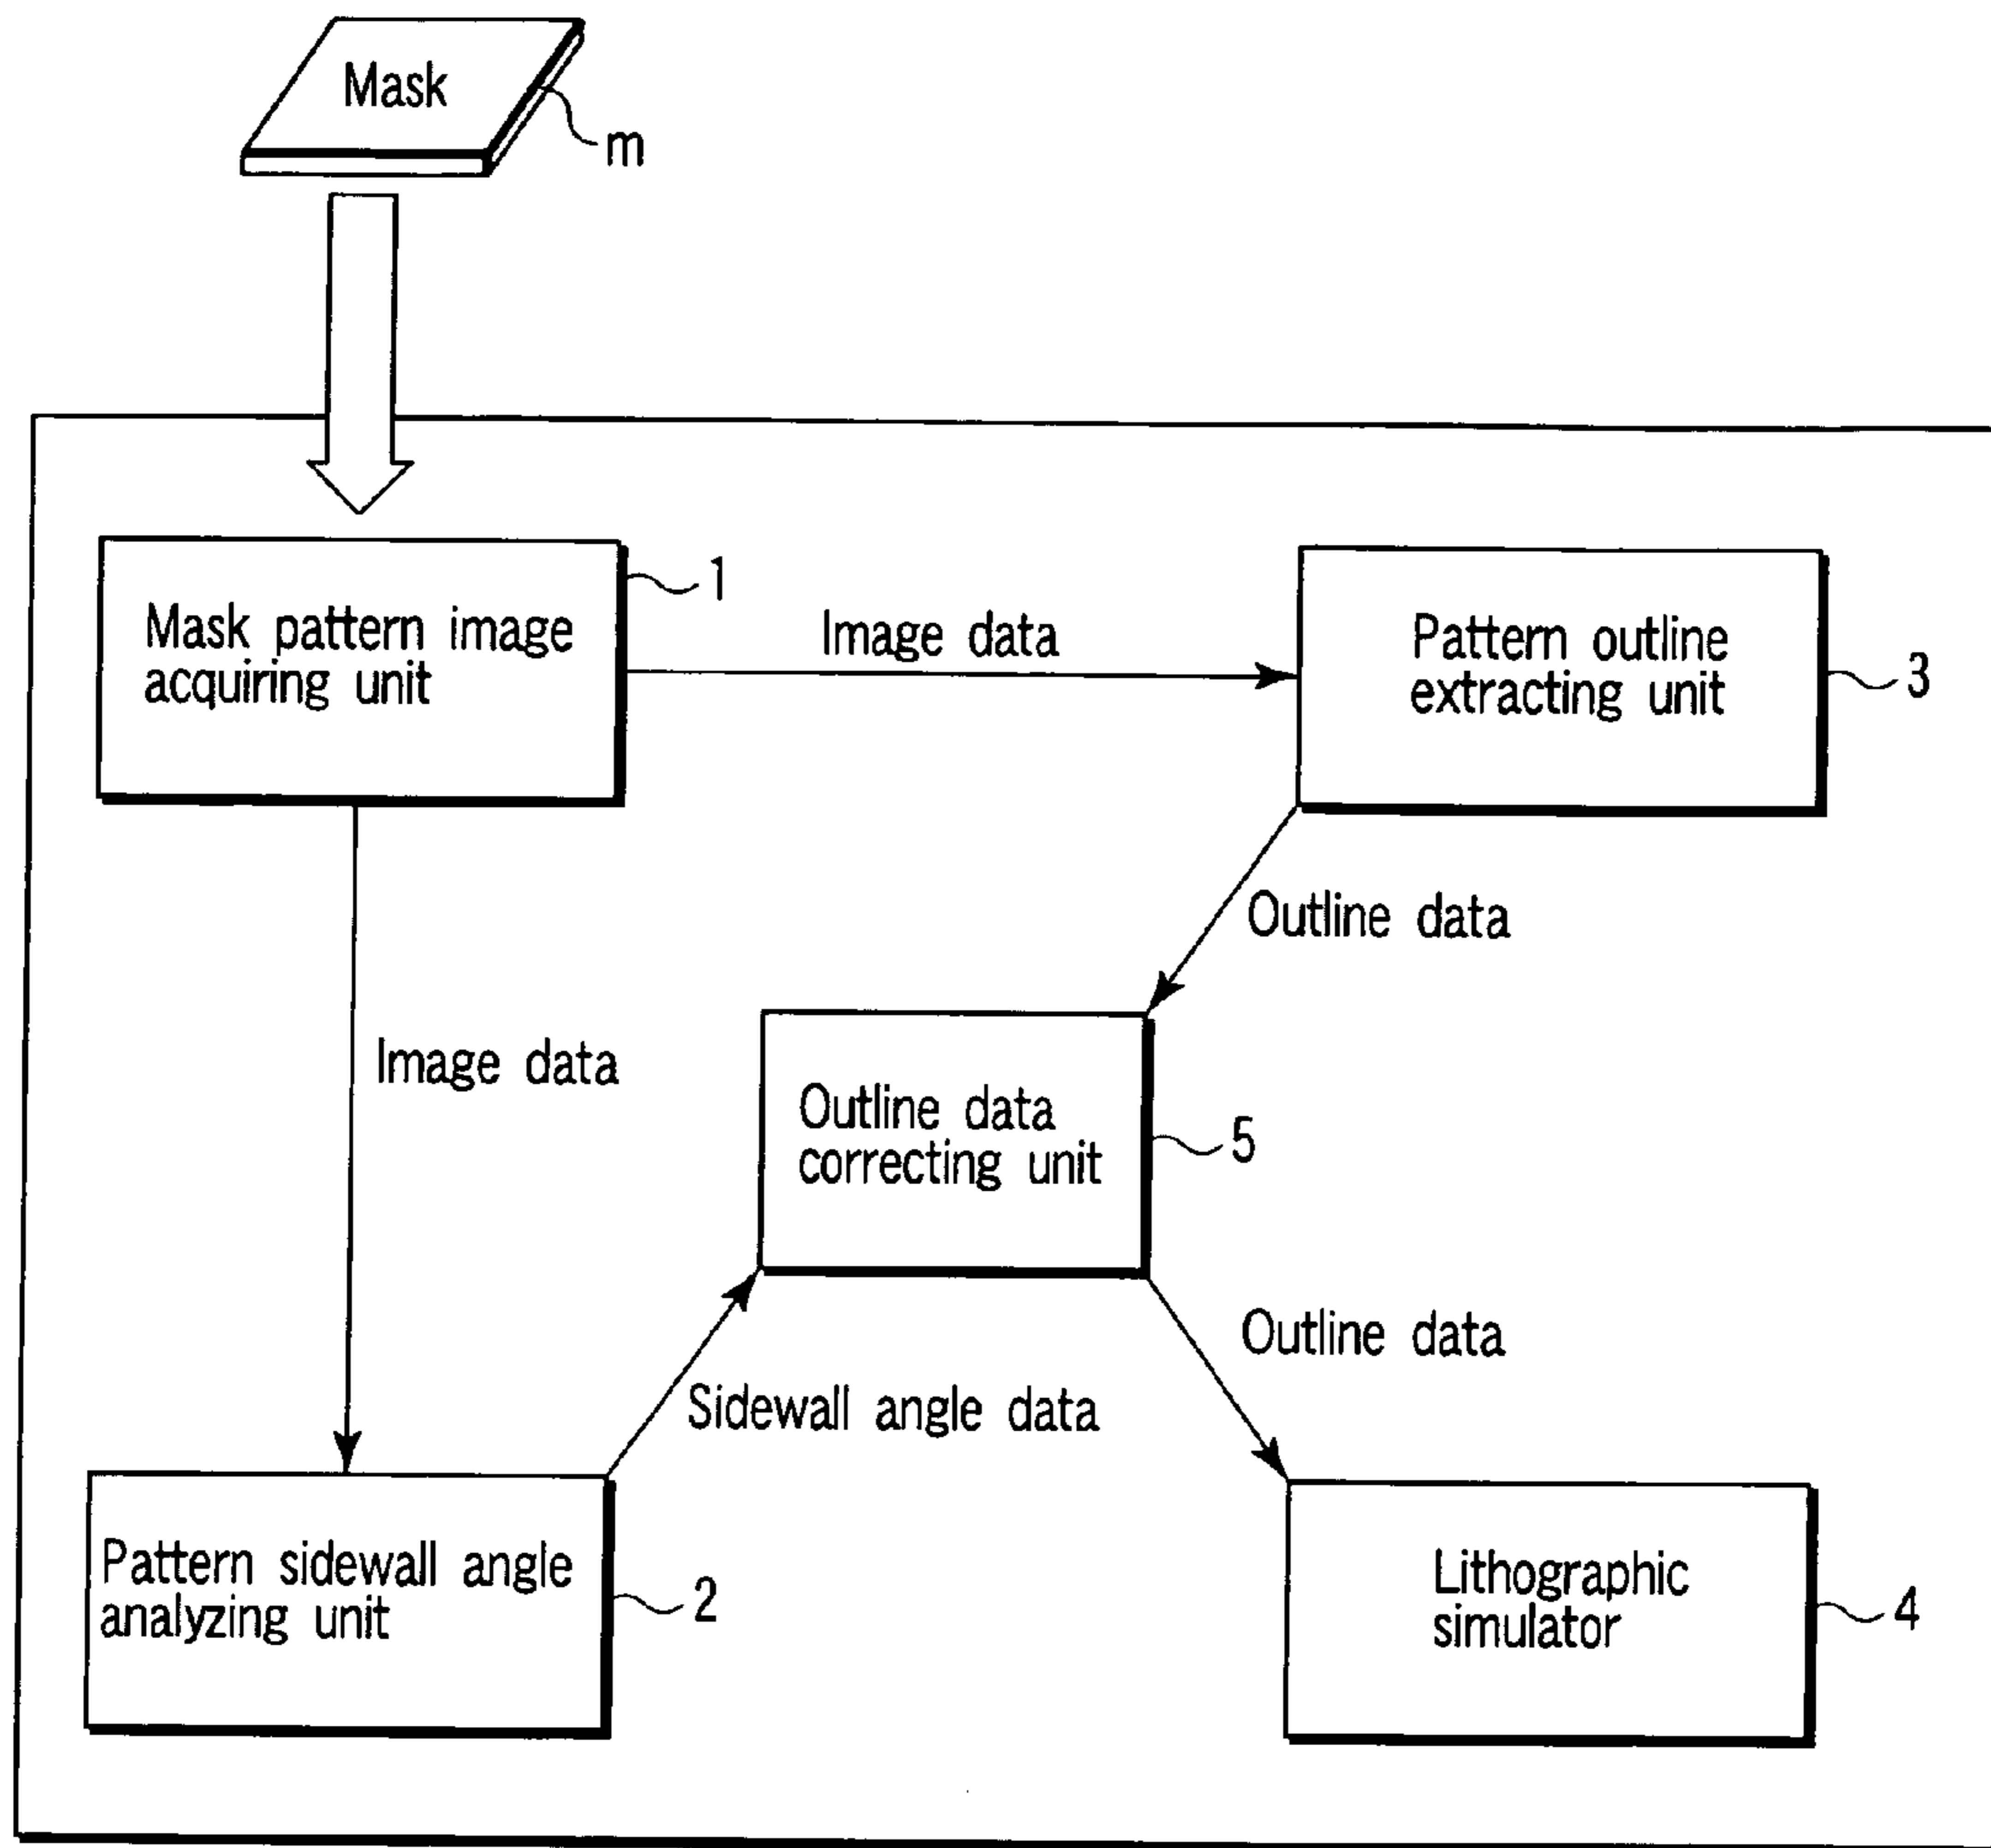 Mask
m
1
Mask pattern image
acquiring unit
Image data
Pattern outline
extracting unit
3
Outline data
Image data
Outline data
correcting unit
5
Outline data
Sidewall angle data
Pattern sidewall angle
analyzing unit
2
Lithographic
simulator
4